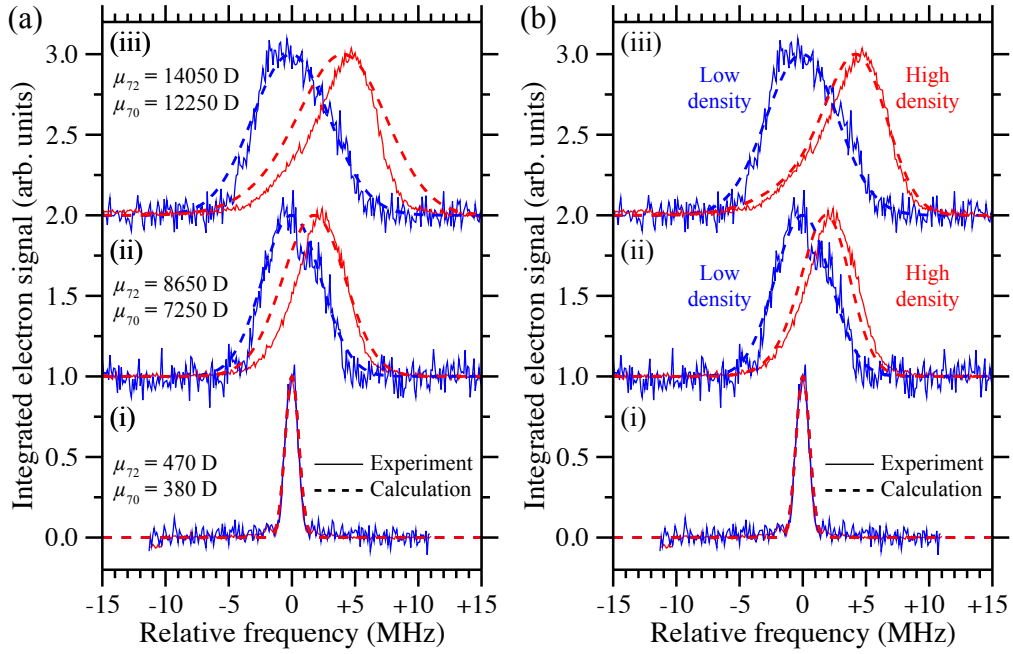 (a)
Integrated electron signal (arb. units)
3.0
2.5
2.0
1.5
1.0
0.5
0.0
(iii)
μ72 = 14050 D
μ70 = 12250 D
(ii)
μ72 = 8650 D
μ70 = 7250 D
(i)
μ72 = 470 D
μ70 = 380 D
Experiment
Calculation
-15 -10 -5 0 +5 +10 +15
Relative frequency (MHz)
(b)
Integrated electron signal (arb. units)
3.0
2.5
2.0
1.5
1.0
0.5
0.0
(iii)
Low
density
High
density
(ii)
Low
density
High
density
(i)
Experiment
Calculation
-15 -10 -5 0 +5 +10 +15
Relative frequency (MHz)